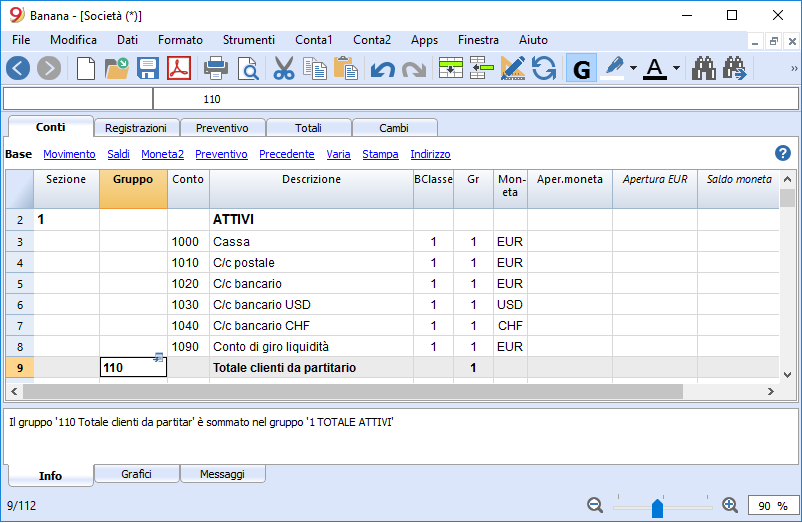 Banana - [Società (*)]
File Modifica Dati Formato Strumenti Conta1 Conta2 Apps Finestra Aiuto
G A »
110
Conti Registrazioni Preventivo Totali Cambi
Base Movimento Saldi Moneta2 Preventivo Precedente Varia Stampa Indirizzo ?
Sezione Gruppo Conto Descrizione BClasse Gr Mon-
eta Aper.moneta Apertura EUR Saldo moneta
2 1 ATTIVI
3 1000 Cassa 1 1 EUR
4 1010 C/c postale 1 1 EUR
5 1020 C/c bancario 1 1 EUR
6 1030 C/c bancario USD 1 1 USD
7 1040 C/c bancario CHF 1 1 CHF
8 1090 Conto di giro liquidità 1 1 EUR
9 110 Totale clienti da partitario 1
Il gruppo '110 Totale clienti da partitar' è sommato nel gruppo '1 TOTALE ATTIVI'
Info Grafici Messaggi
9/112 90 %